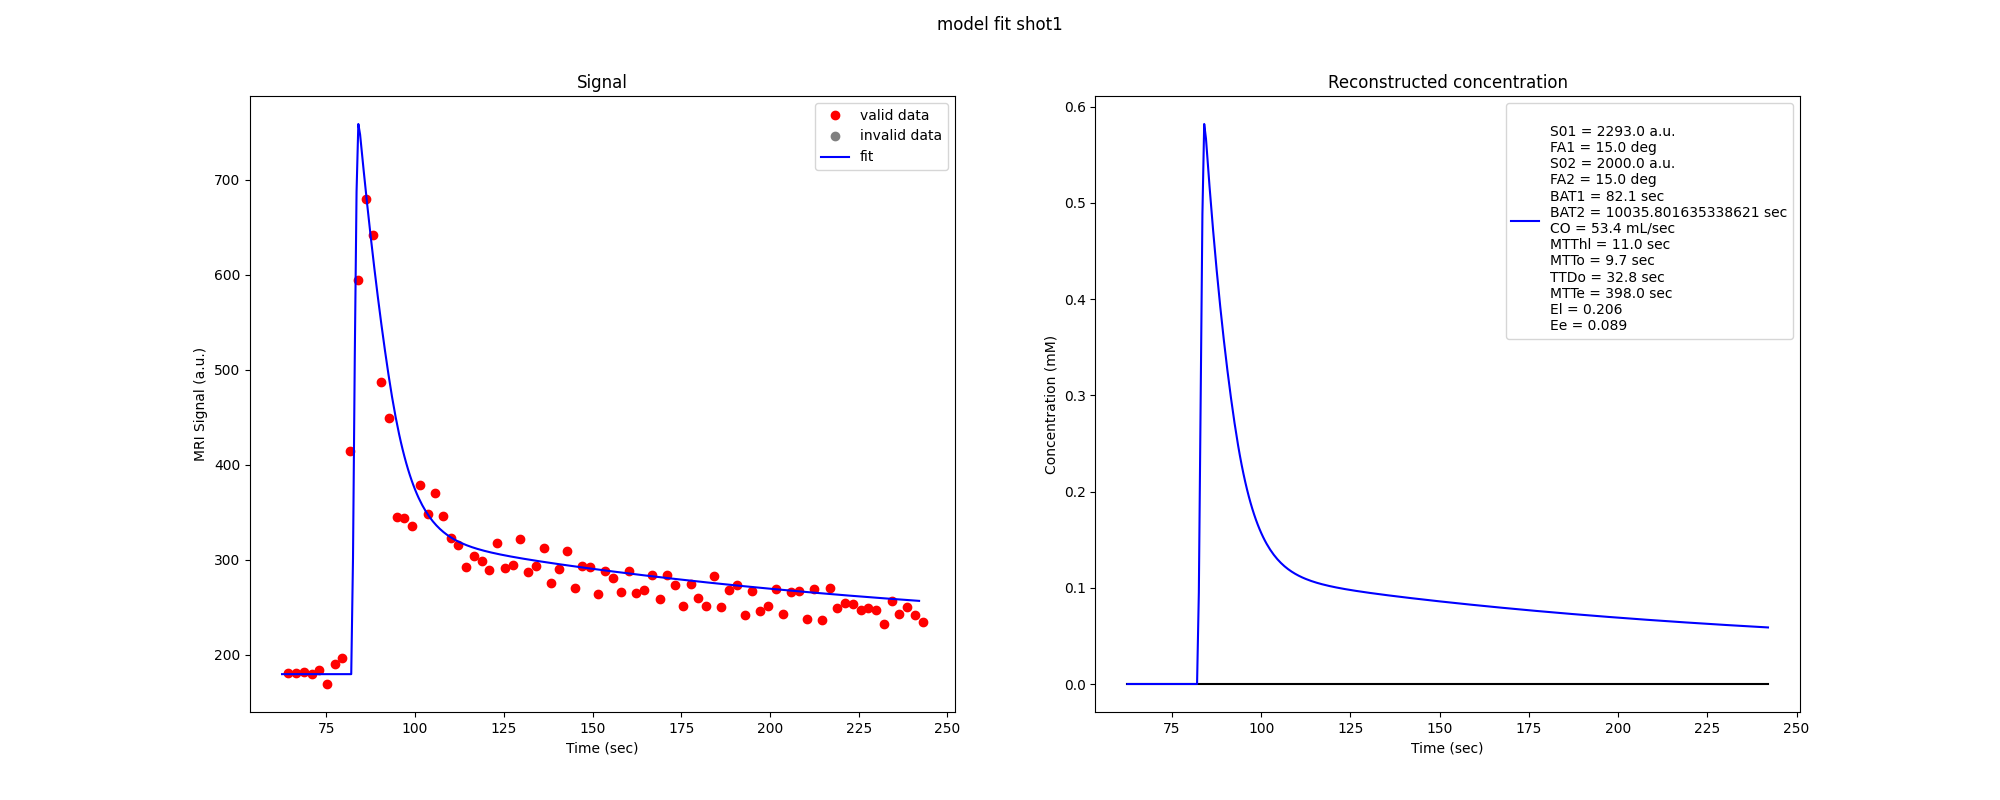 model fit shot1
Signal
valid data
invalid data
fit
700
600
500
400
300
200
MRI Signal (a.u.)
75
100
125
150
175
200
225
250
Time (sec)
Reconstructed concentration
S01 = 2293.0 a.u.
FA1 = 15.0 deg
S02 = 2000.0 a.u.
FA2 = 15.0 deg
BAT1 = 82.1 sec
BAT2 = 10035.801635338621 sec
CO = 53.4 mL/sec
MTThl = 11.0 sec
MTTo = 9.7 sec
TTDo = 32.8 sec
MTTe = 398.0 sec
El = 0.206
Ee = 0.089
0.6
0.5
0.4
0.3
0.2
0.1
0.0
Concentration (mM)
75
100
125
150
175
200
225
250
Time (sec)